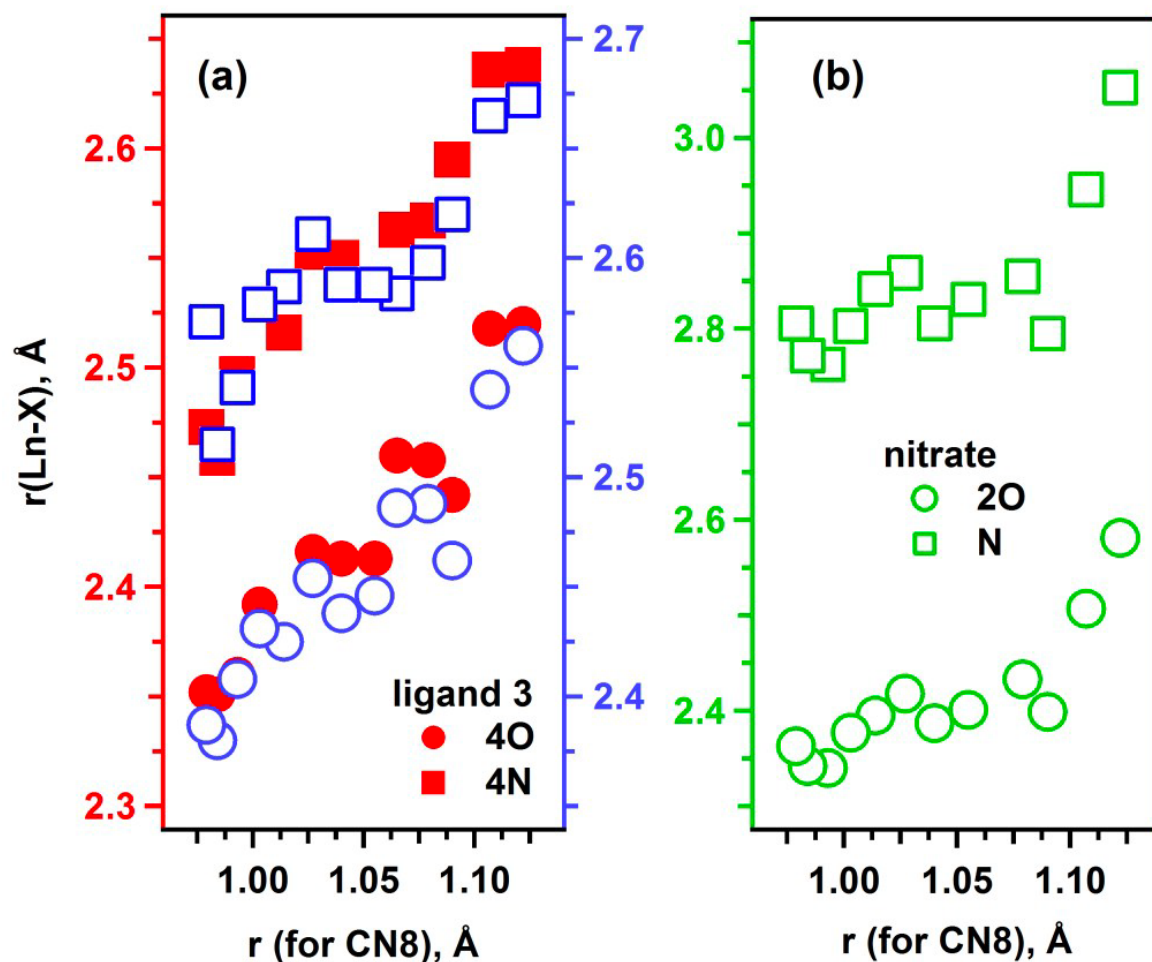 (a)
(b)
r(Ln-X), Å
2.6
2.5
2.4
2.3
2.7
2.6
2.5
2.4
ligand 3
4O
4N
1.00 1.05 1.10
r (for CN8), Å
3.0
2.8
2.6
2.4
nitrate
2O
N
1.00 1.05 1.10
r (for CN8), Å